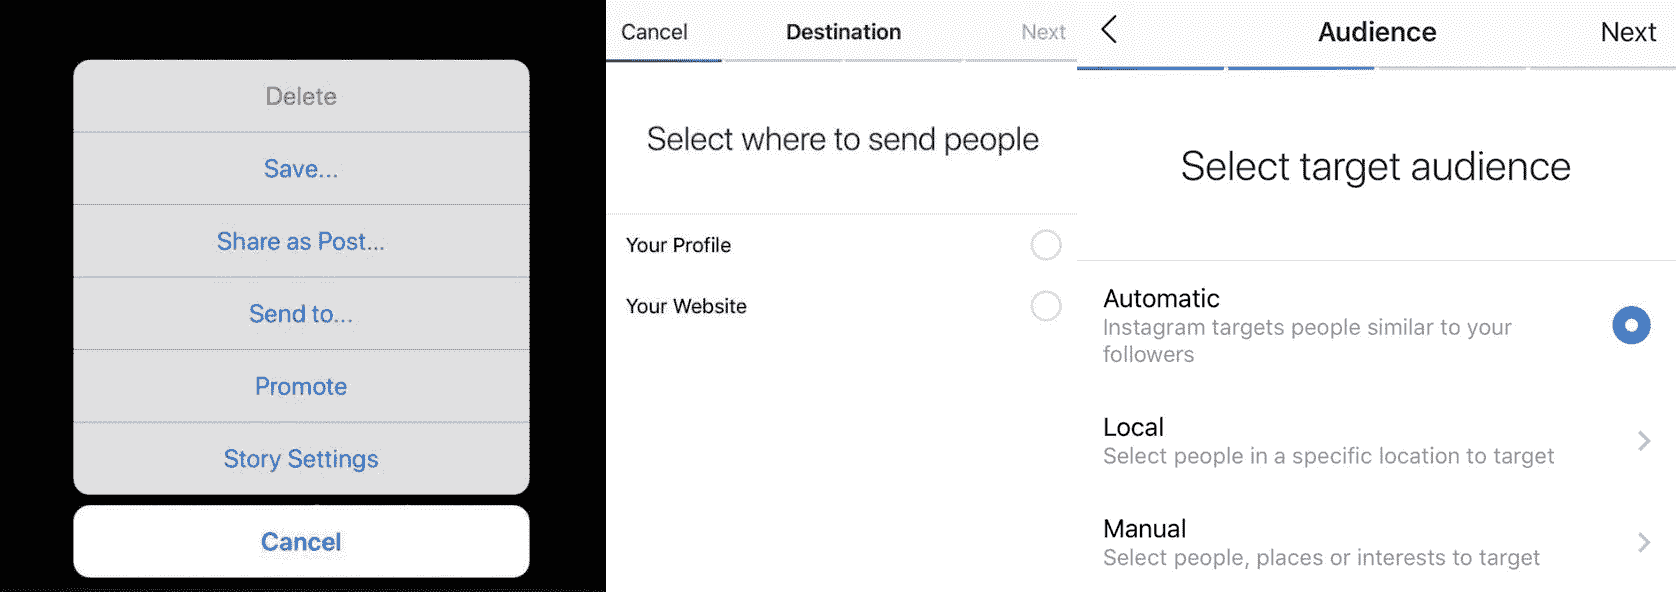 Delete
Save...
Share as Post...
Send to...
Promote
Story Settings
Cancel
Cancel
Destination
Next
Select where to send people
Your Profile
Your Website
Audience
Next
Select target audience
Automatic
Instagram targets people similar to your
followers
Local
Select people in a specific location to target
Manual
Select people, places or interests to target